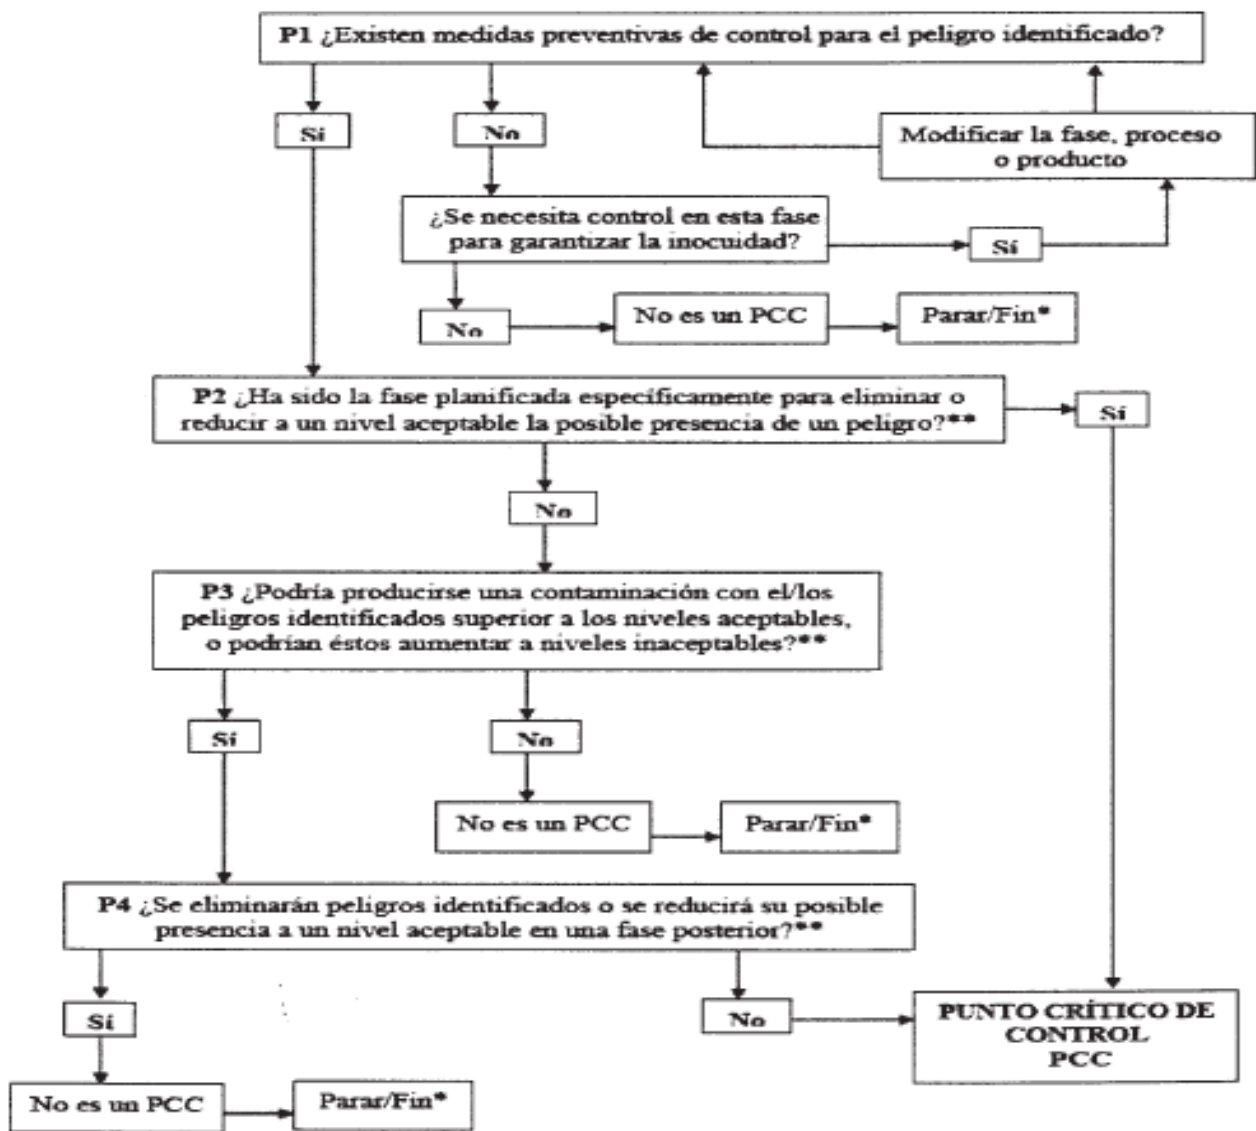 P1 ¿Existen medidas preventivas de control para el peligro identificado?
Sí
No
Modificar la fase, proceso
o producto
¿Se necesita control en esta fase
para garantizar la inocuidad?
Sí
No
No es un PCC
Parar/Fin*
P2 ¿Ha sido la fase planificada específicamente para eliminar o
reducir a un nivel aceptable la posible presencia de un peligro?**
Sí
No
P3 ¿Podría producirse una contaminación con el/los
peligros identificados superior a los niveles aceptables,
o podrían éstos aumentar a niveles inaceptables?**
Sí
No
No es un PCC
Parar/Fin*
P4 ¿Se eliminarán peligros identificados o se reducirá su posible
presencia a un nivel aceptable en una fase posterior?**
Sí
No
PUNTO CRÍTICO DE
CONTROL
PCC
No es un PCC
Parar/Fin*